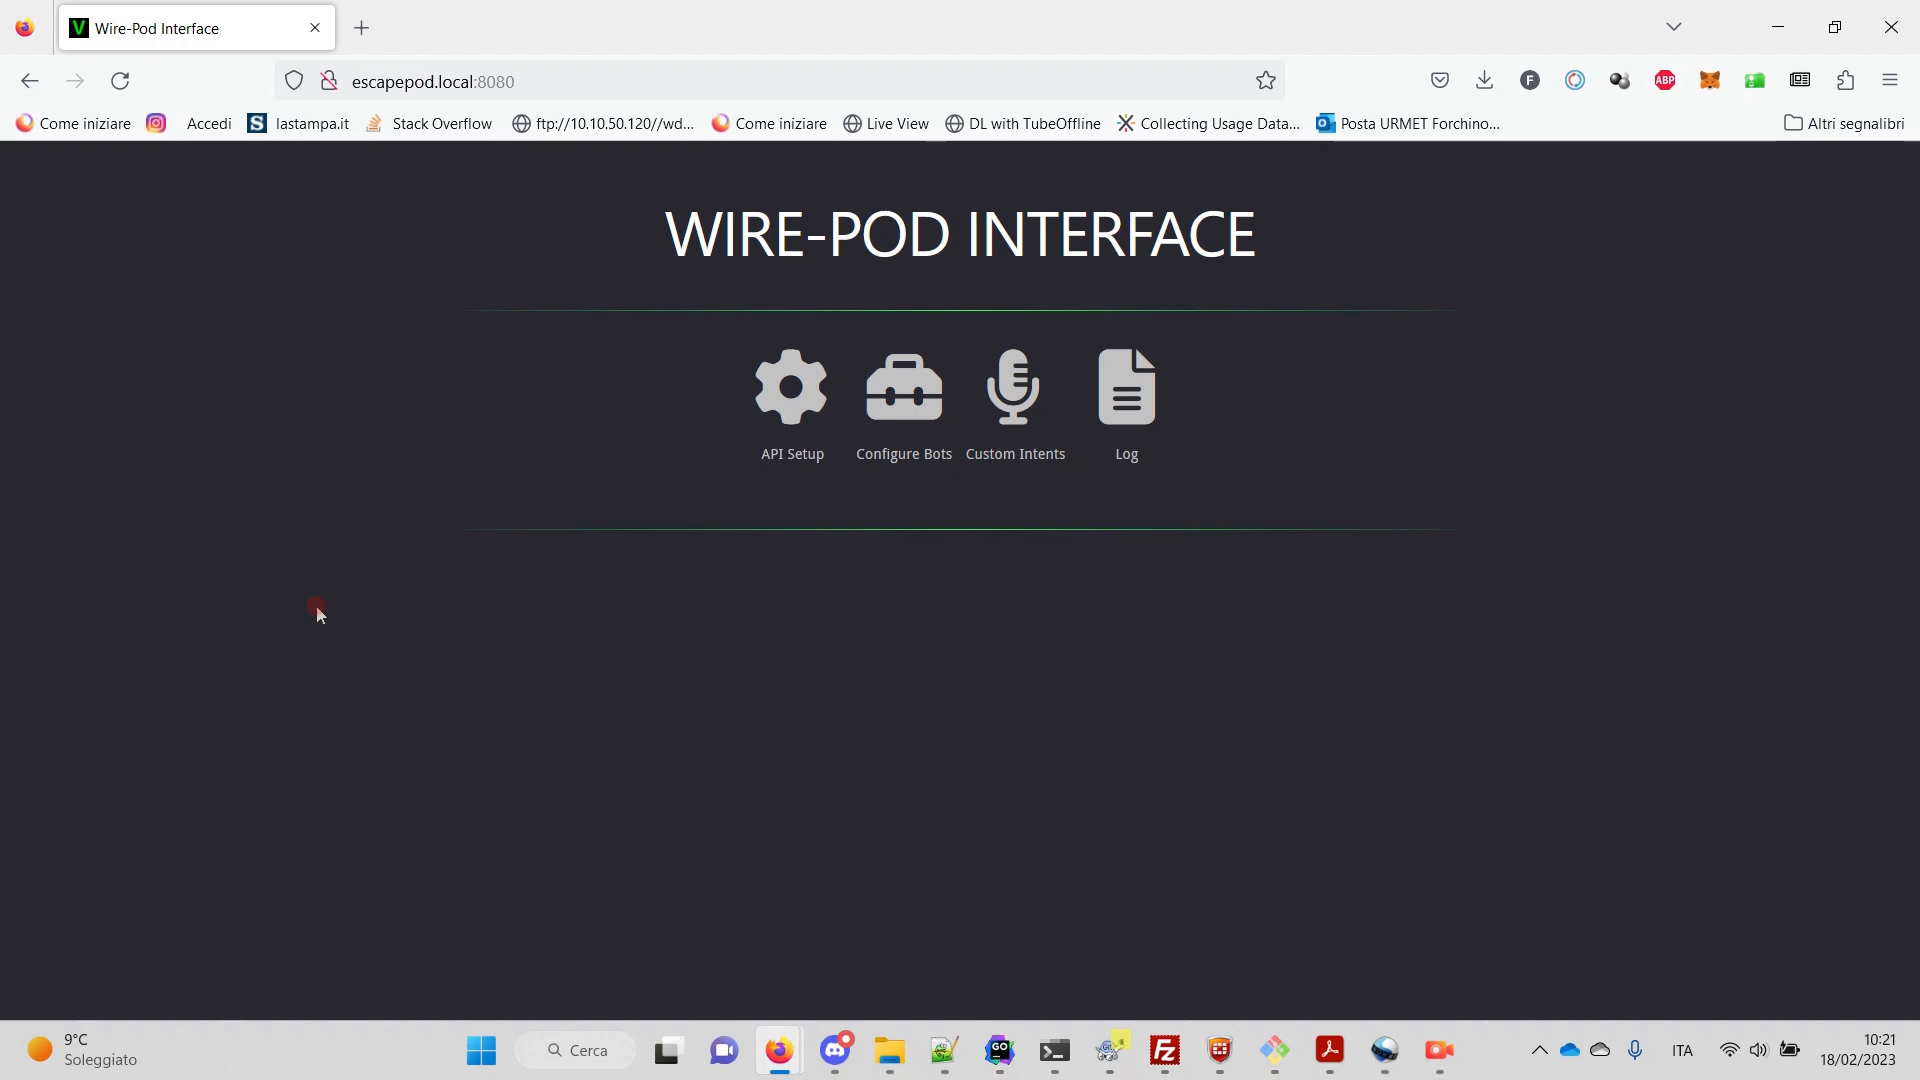 Wire-Pod Interface
escapepod.local:8080
Come iniziare Accedi lastampa.it Stack Overflow ftp://10.10.50.120//wd... Come iniziare Live View DL with TubeOffline Collecting Usage Data... Posta URMET Forchino... Altri segnalibri
WIRE-POD INTERFACE
API Setup Configure Bots Custom Intents Log
9°C
Soleggiato
Cerca
ITA
10:21
18/02/2023